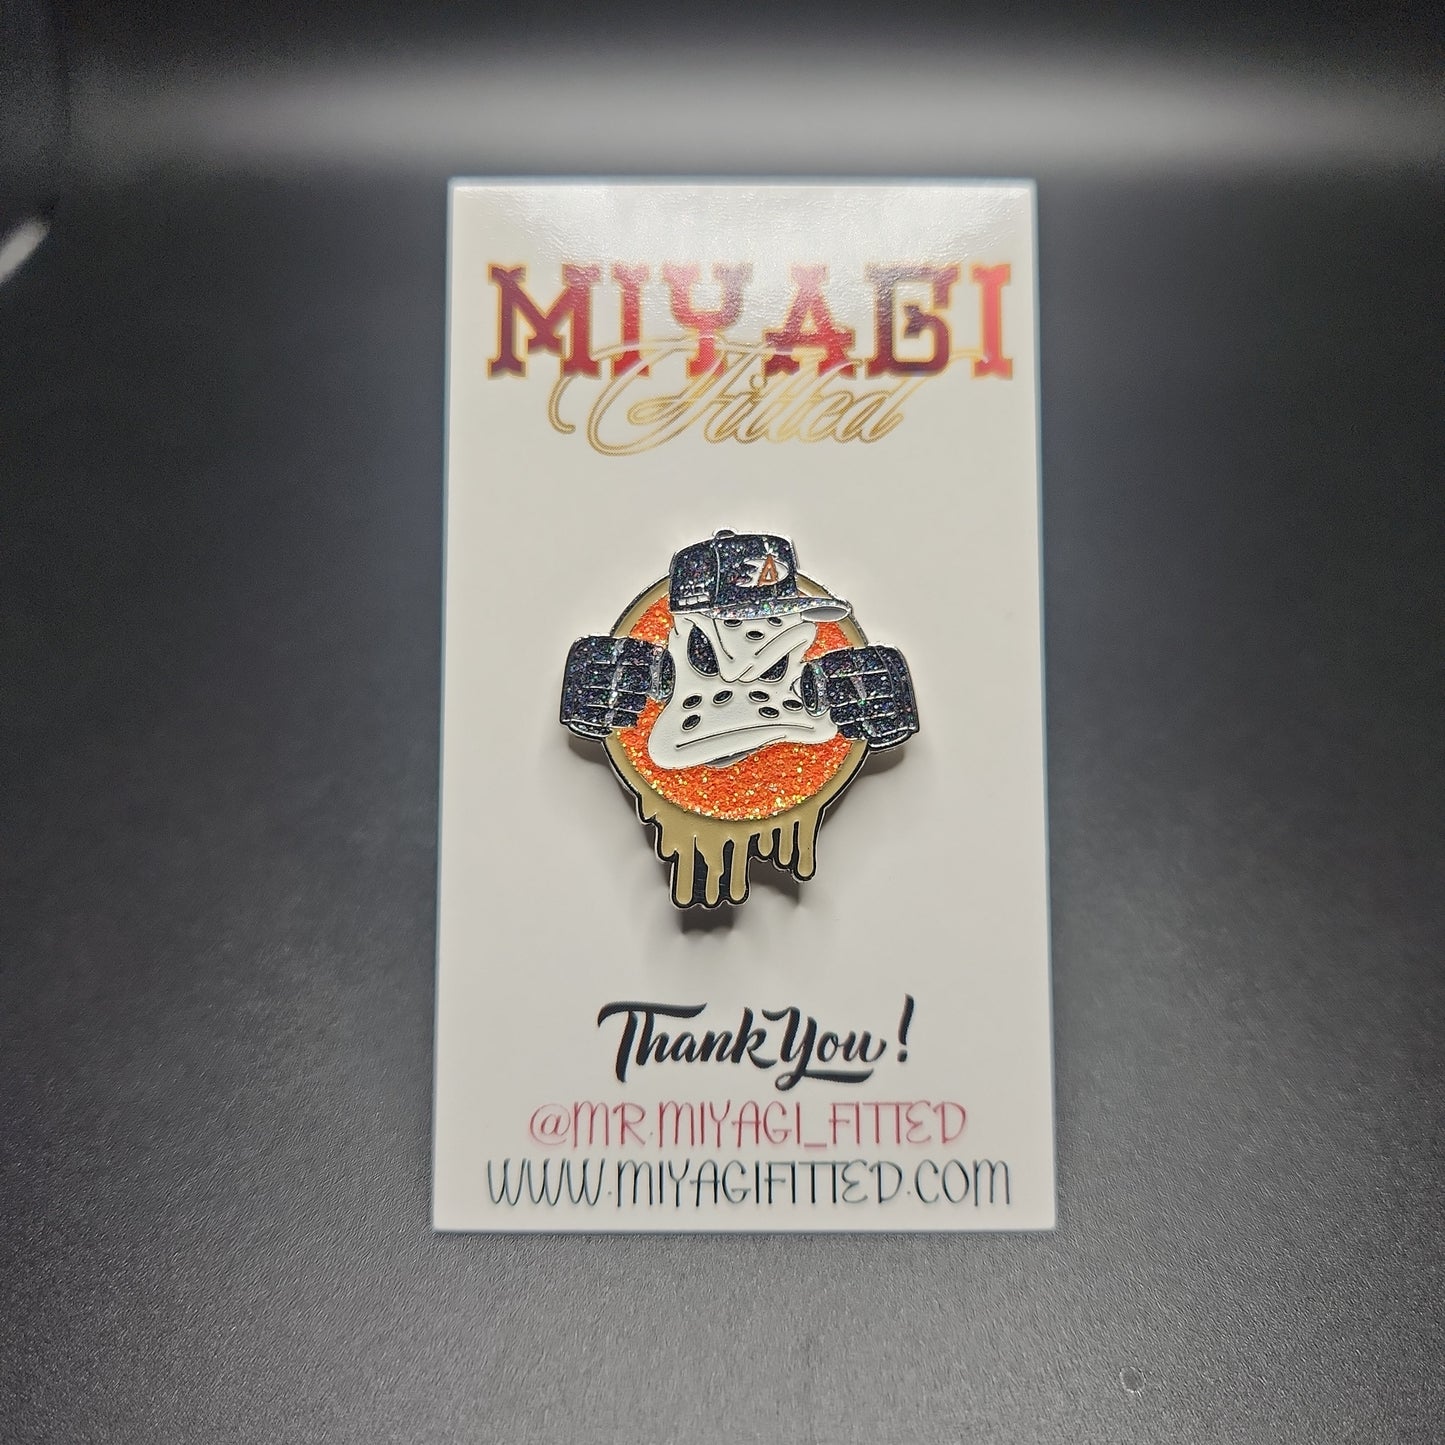 MIYAGI
Fitted
A
Thank You!
@MR.MIYAGI_FITTED
WWW.MIYAGIFITTED.COM